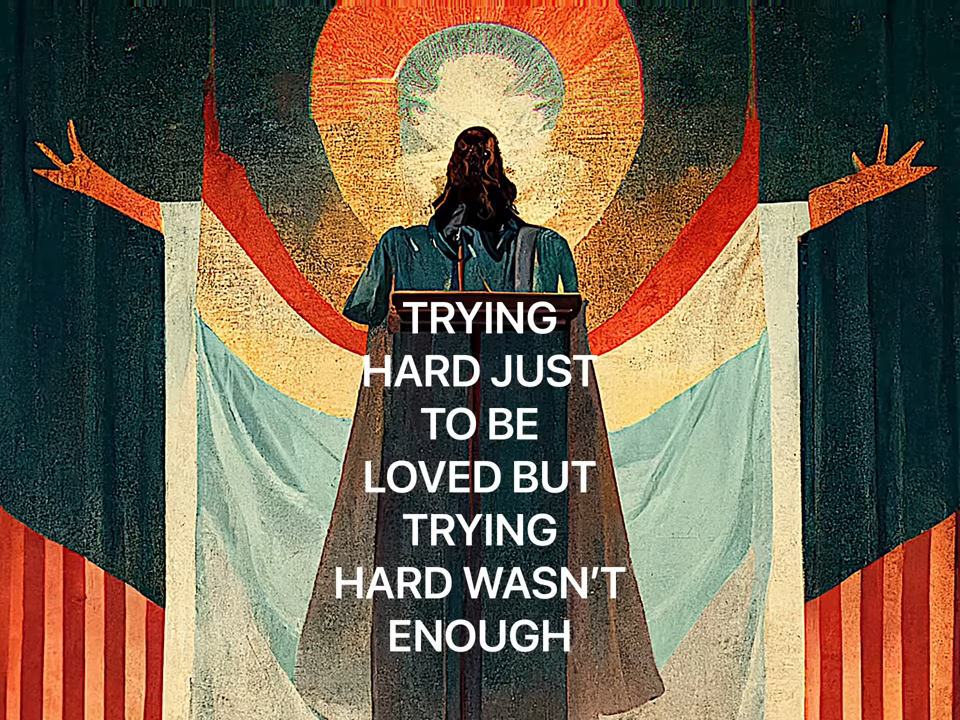 TRYING
HARD JUST
TO BE
LOVED BUT
TRYING
HARD WASN’T
ENOUGH